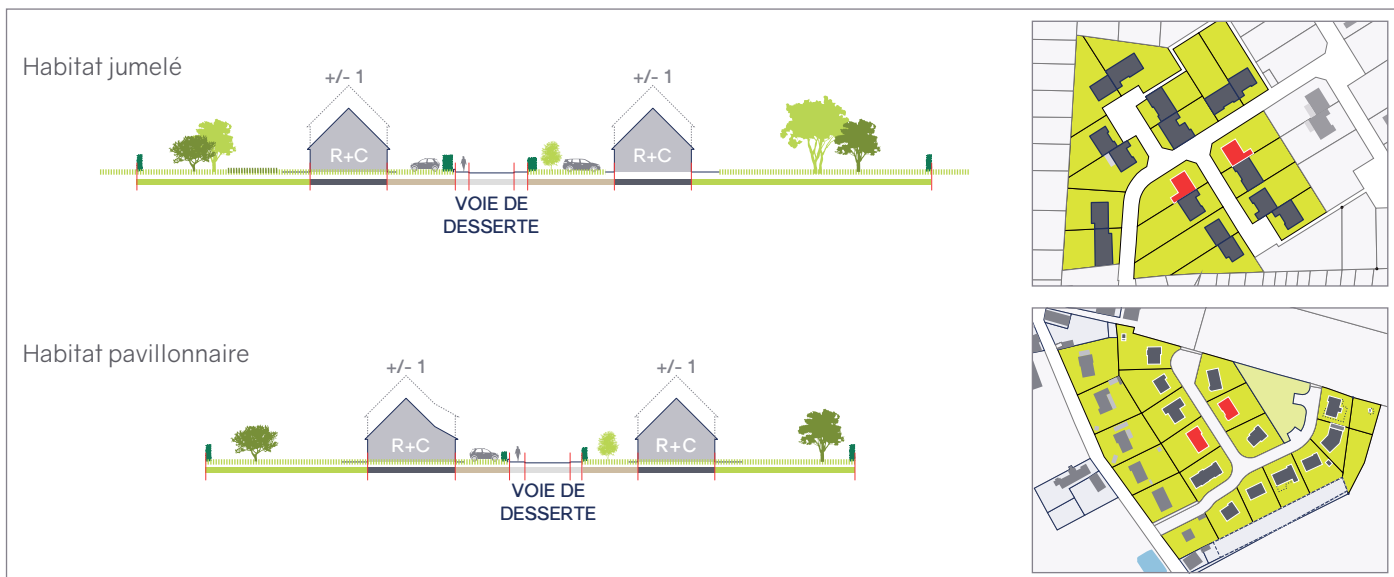 Habitat jumelé
+/- 1
+/- 1
R+C
R+C
VOIE DE
DESSERTE
Habitat pavillonnaire
+/- 1
+/- 1
R+C
R+C
VOIE DE
DESSERTE